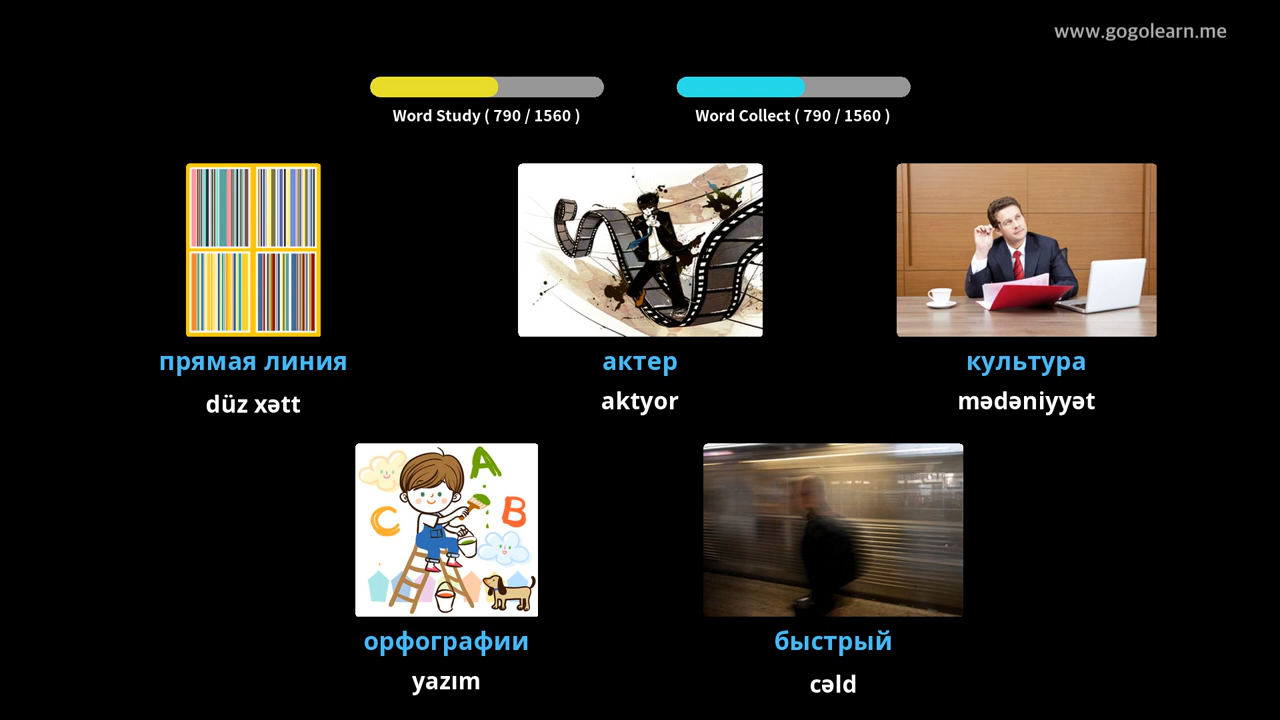 www.gogolearn.me
Word Study ( 790 / 1560 )
Word Collect ( 790 / 1560 )
прямая линия
düz xətt
актер
aktyor
культура
mədəniyyət
A
B
C
орфографии
yazım
быстрый
cəld